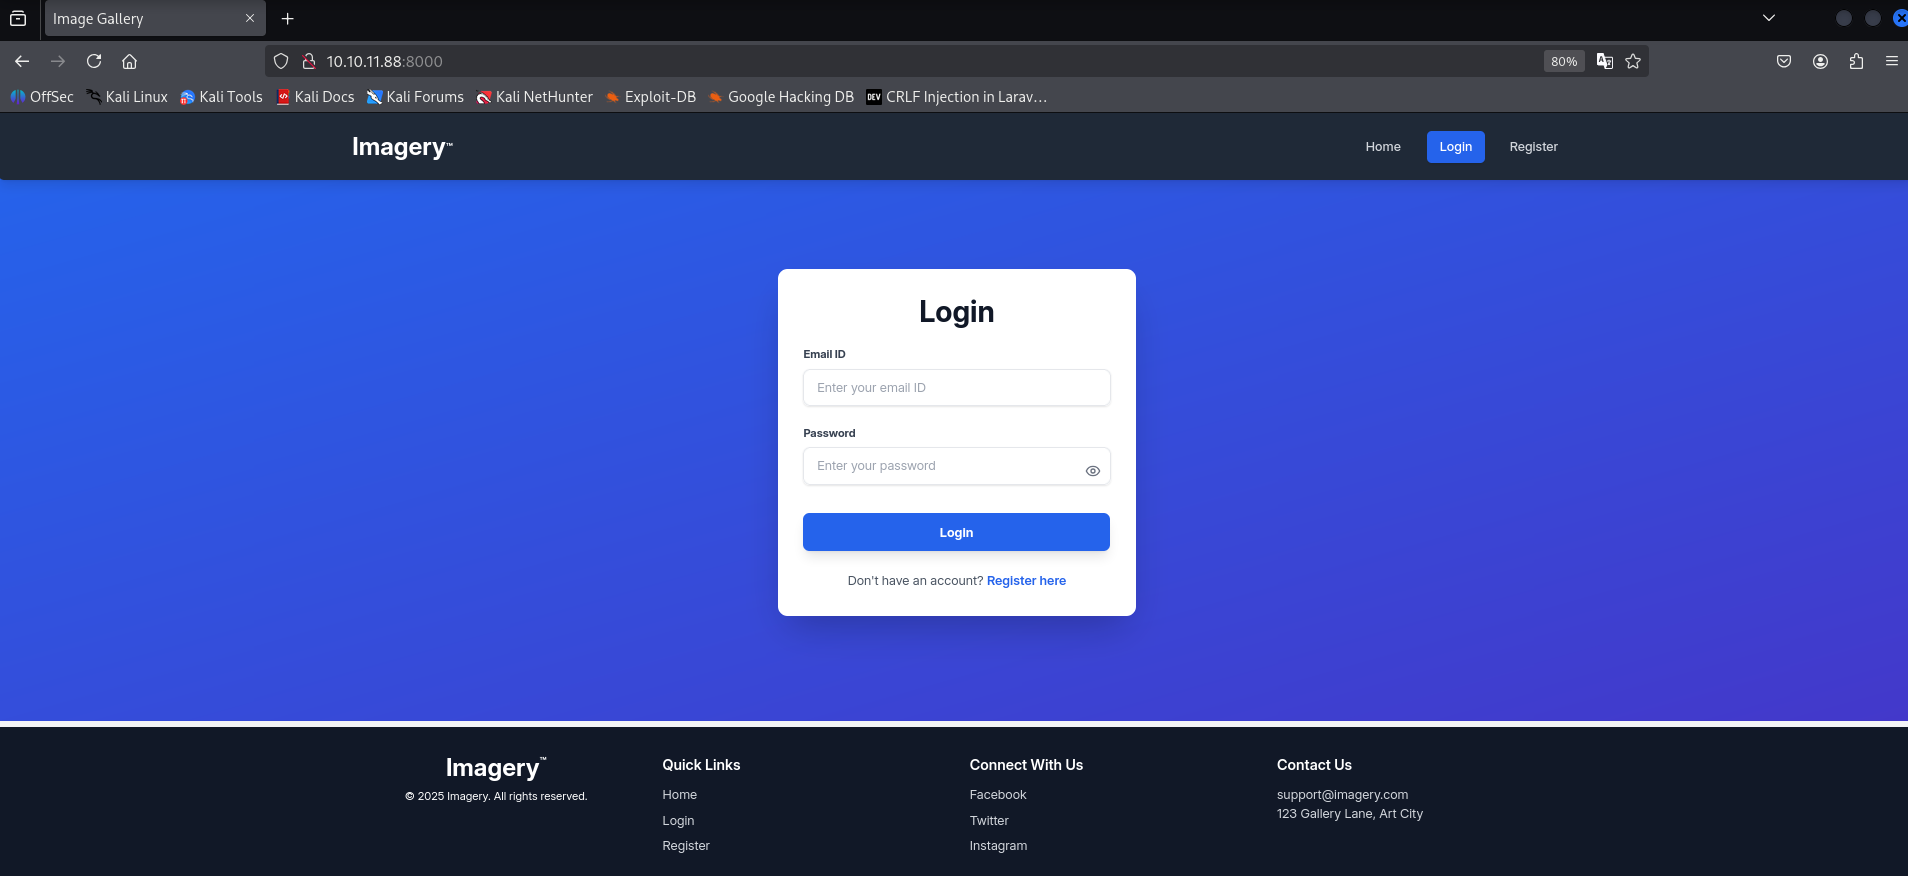 Image Gallery
10.10.11.88:8000
80%
OffSec Kali Linux Kali Tools Kali Docs Kali Forums Kali NetHunter Exploit-DB Google Hacking DB DEV CRLF Injection in Larav…
Imagery™ Home Login Register
Login
Email ID
Enter your email ID
Password
Enter your password
Login
Don't have an account? Register here
Imagery™
© 2025 Imagery. All rights reserved.
Quick Links
Home
Login
Register
Connect With Us
Facebook
Twitter
Instagram
Contact Us
support@imagery.com
123 Gallery Lane, Art City